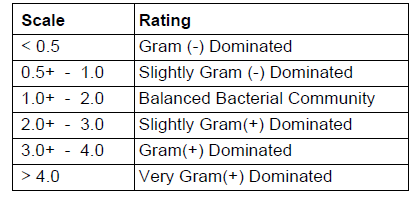 Scale Rating
< 0.5 Gram (-) Dominated
0.5+ - 1.0 Slightly Gram (-) Dominated
1.0+ - 2.0 Balanced Bacterial Community
2.0+ - 3.0 Slightly Gram(+) Dominated
3.0+ - 4.0 Gram(+) Dominated
> 4.0 Very Gram(+) Dominated